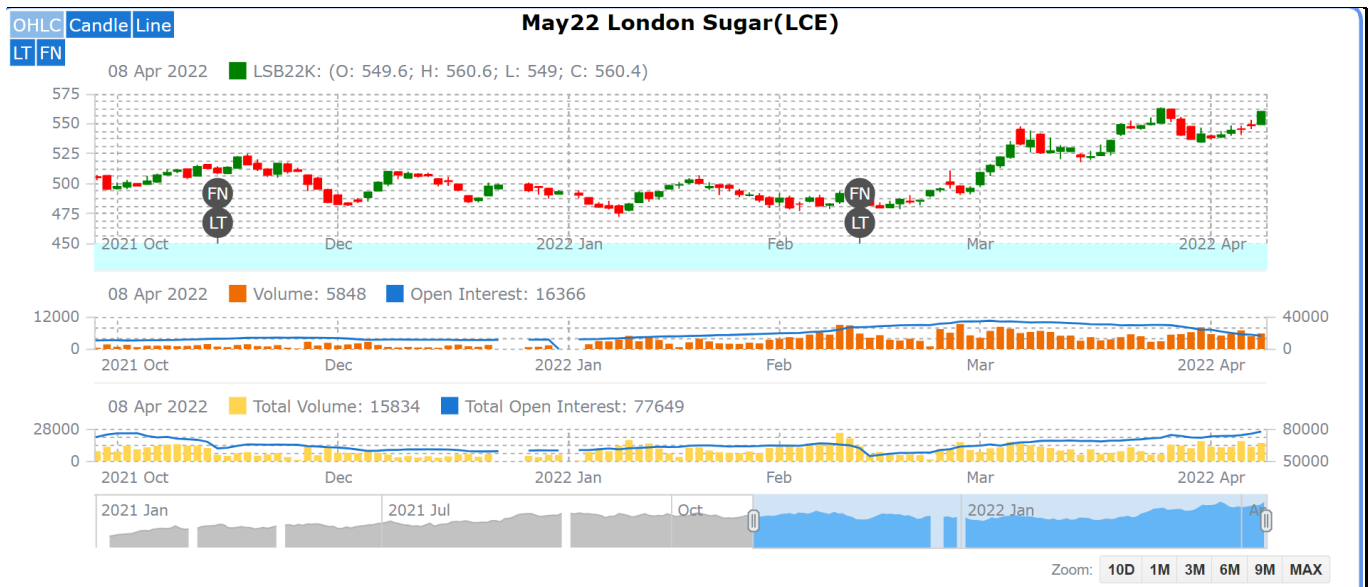 May22 London Sugar(LCE)
OHLC Candle Line
LT FN
08 Apr 2022 LSB22K: (O: 549.6; H: 560.6; L: 549; C: 560.4)
575
550
525
500
475
450
FN FN
LT LT
2021 Oct Dec 2022 Jan Feb Mar 2022 Apr
08 Apr 2022 Volume: 5848 Open Interest: 16366
12000 40000
0 0
2021 Oct Dec 2022 Jan Feb Mar 2022 Apr
08 Apr 2022 Total Volume: 15834 Total Open Interest: 77649
28000 80000
0 50000
2021 Oct Dec 2022 Jan Feb Mar 2022 Apr
2021 Jan 2021 Jul Oct 2022 Jan
Zoom: 10D 1M 3M 6M 9M MAX